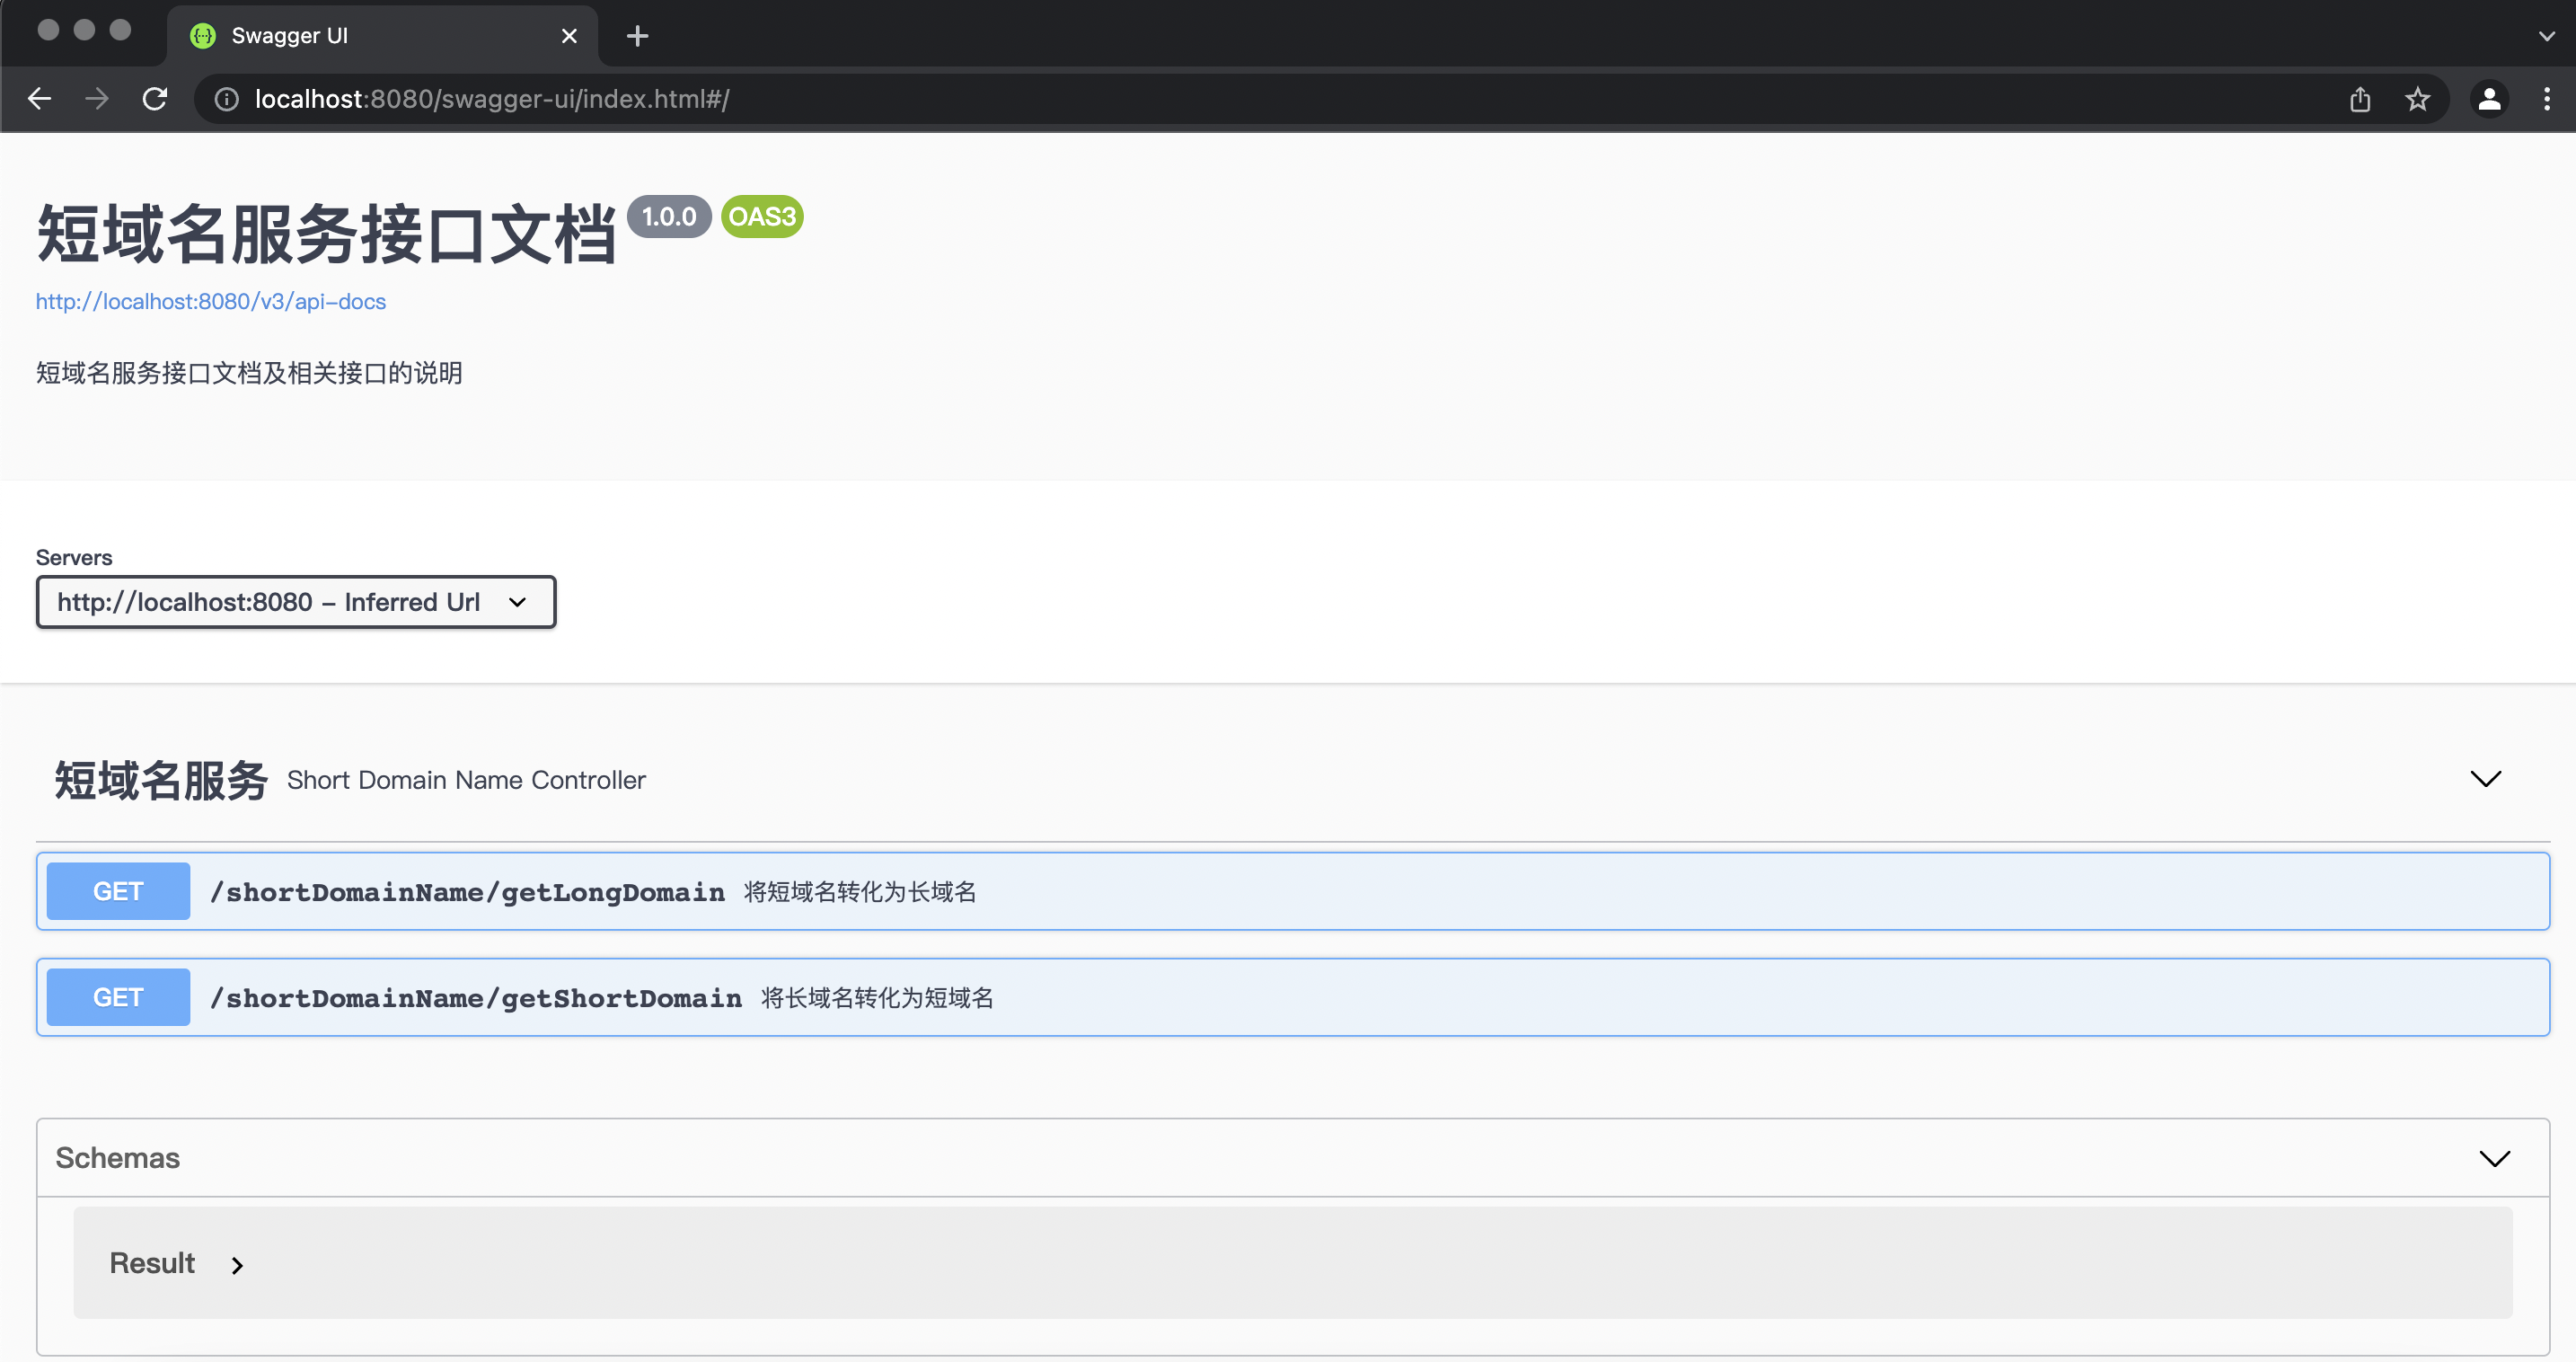 Swagger UI
localhost:8080/swagger-ui/index.html#/
短域名服务接口文档 1.0.0 OAS3
http://localhost:8080/v3/api-docs
短域名服务接口文档及相关接口的说明
Servers
http://localhost:8080 - Inferred Url
短域名服务 Short Domain Name Controller
GET /shortDomainName/getLongDomain 将短域名转化为长域名
GET /shortDomainName/getShortDomain 将长域名转化为短域名
Schemas
Result